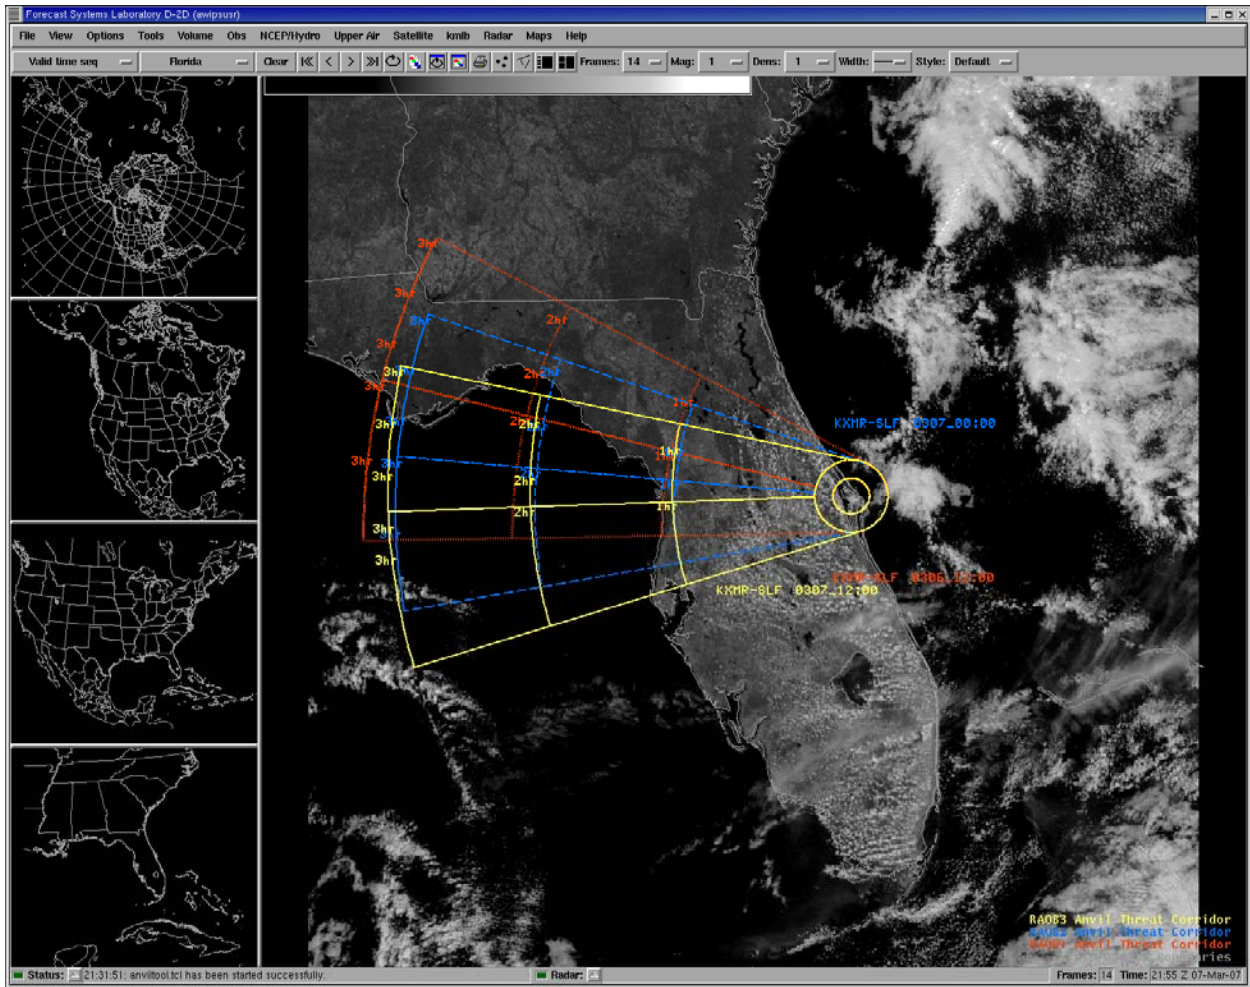 Forecast Systems Laboratory D-2D (awipsusr)
File View Options Tools Volume Obs NCEP/Hydro Upper Air Satellite kmlb Radar Maps Help
Valid time seq Florida Clear Frames: 14 Mag: 1 Dens: 1 Width: Style: Default
3hr
3hr
2hr
3hr
3hr
2hr
3hr
1hr
3hr
2hr
KXMR-SLF 0307_00:00
1hr
3hr
3hr
2hr
1hr
3hr
2hr
3hr
KXMR-SLF 0306_12:00
KXMR-SLF 0307_12:00
RAOB3 Anvil Threat Corridor
RAOB2 Anvil Threat Corridor
RAOB1 Anvil Threat Corridor
Status: 21:31:51: anviltool.tcl has been started successfully. Radar: Frames: 14 Time: 21:55 Z 07-Mar-07